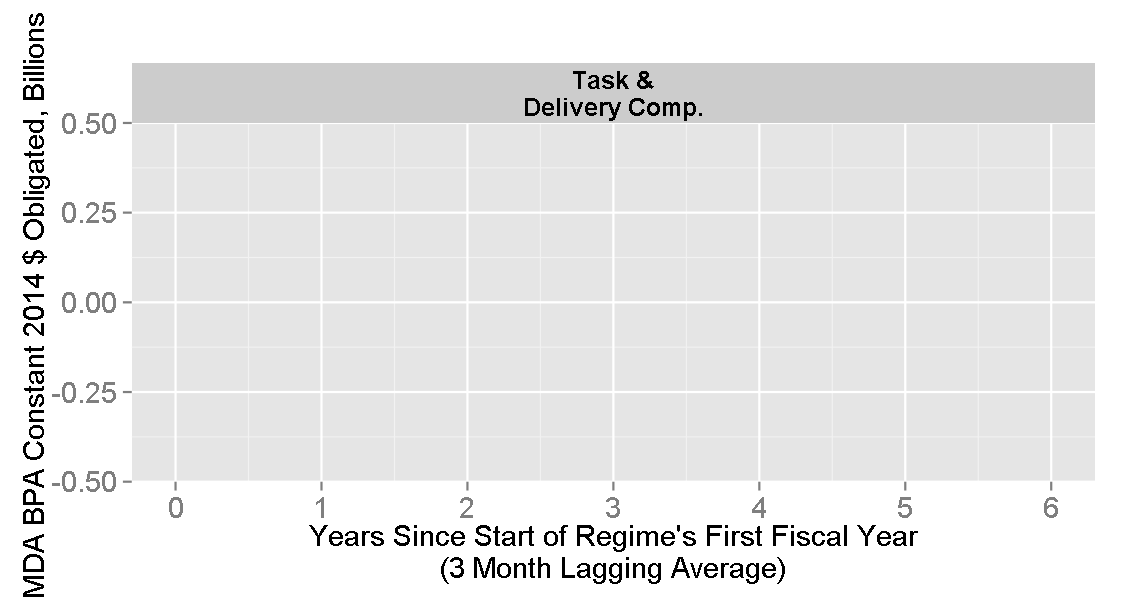 MDA BPA Constant 2014 $ Obligated, Billions
Task &
Delivery Comp.
0.50
0.25
0.00
-0.25
-0.50
0 1 2 3 4 5 6
Years Since Start of Regime's First Fiscal Year
(3 Month Lagging Average)